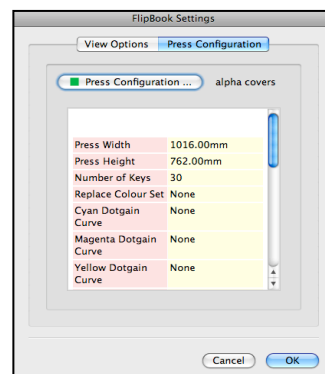 FlipBook Settings
View Options Press Configuration
Press Configuration ... alpha covers
Press Width 1016.00mm
Press Height 762.00mm
Number of Keys 30
Replace Colour Set None
Cyan Dotgain None
Curve
Magenta Dotgain None
Curve
Yellow Dotgain None
Curve
Cancel OK